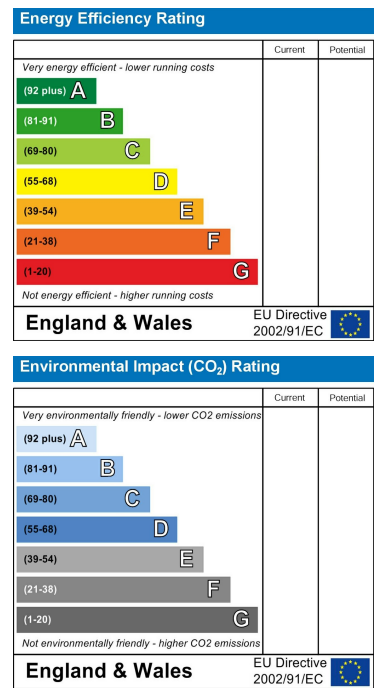 Energy Efficiency Rating
Current Potential
Very energy efficient - lower running costs
(92 plus) A
(81-91) B
(69-80) C
(55-68) D
(39-54) E
(21-38) F
(1-20) G
Not energy efficient - higher running costs
England & Wales EU Directive 2002/91/EC
Environmental Impact (CO₂) Rating
Current Potential
Very environmentally friendly - lower CO2 emissions
(92 plus) A
(81-91) B
(69-80) C
(55-68) D
(39-54) E
(21-38) F
(1-20) G
Not environmentally friendly - higher CO2 emissions
England & Wales EU Directive 2002/91/EC